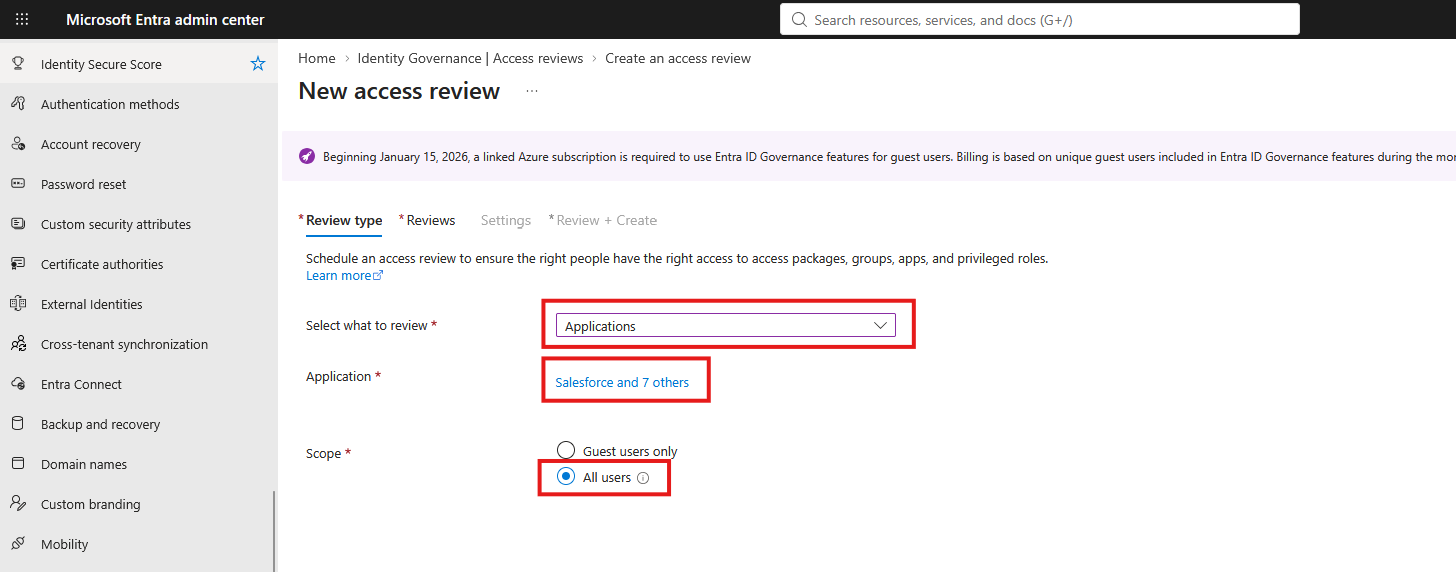 Microsoft Entra admin center
Search resources, services, and docs (G+/)
Identity Secure Score
Authentication methods
Account recovery
Password reset
Custom security attributes
Certificate authorities
External Identities
Cross-tenant synchronization
Entra Connect
Backup and recovery
Domain names
Custom branding
Mobility
Home > Identity Governance | Access reviews > Create an access review
New access review ...
Beginning January 15, 2026, a linked Azure subscription is required to use Entra ID Governance features for guest users. Billing is based on unique guest users included in Entra ID Governance features during the
* Review type * Reviews Settings * Review + Create
Schedule an access review to ensure the right people have the right access to access packages, groups, apps, and privileged roles.
Learn more
Select what to review *
Applications
Application *
Salesforce and 7 others
Scope *
Guest users only
All users